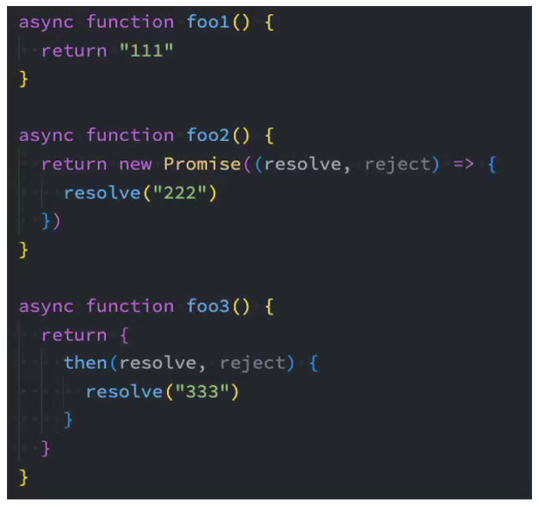 async function foo1() {
  return "111"
}

async function foo2() {
  return new Promise((resolve, reject) => {
    resolve("222")
  })
}

async function foo3() {
  return {
    then(resolve, reject) {
      resolve("333")
    }
  }
}